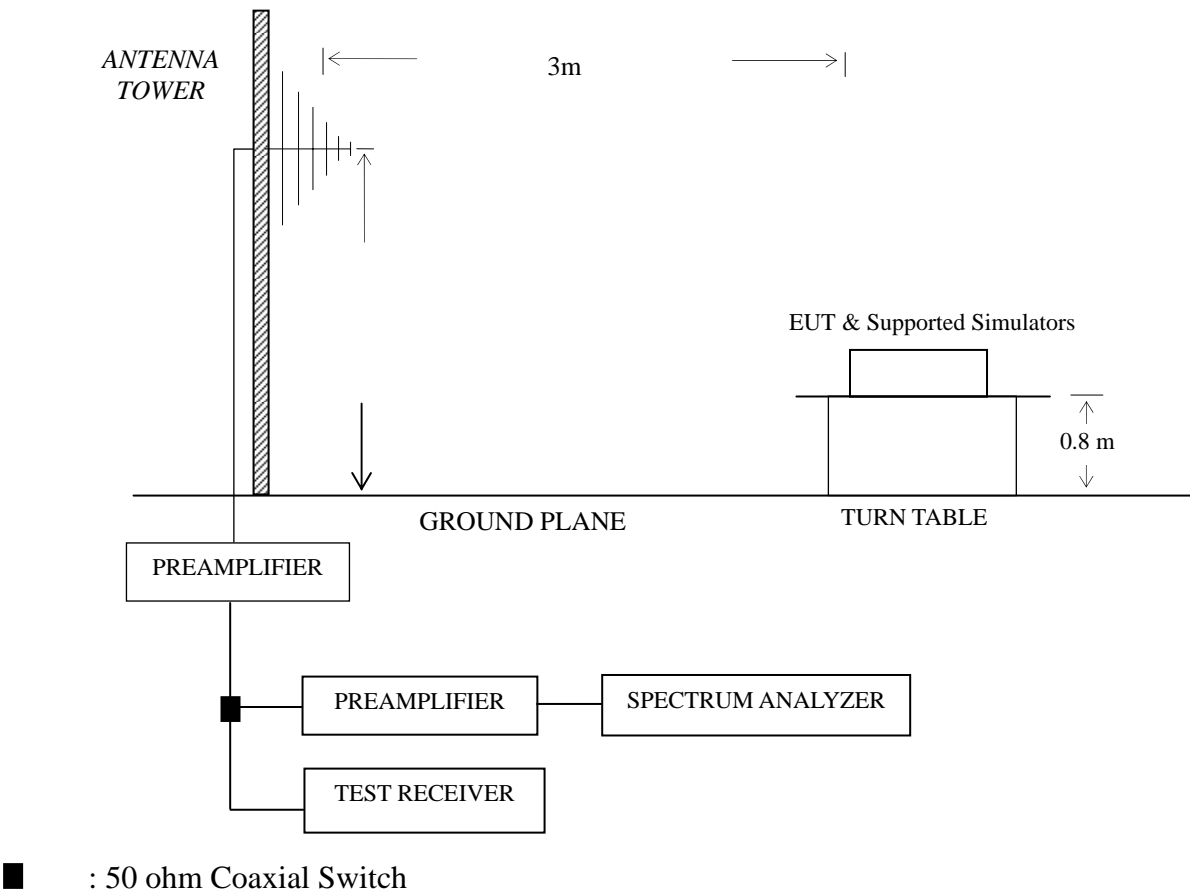 ANTENNA
TOWER
3m
EUT & Supported Simulators
0.8 m
GROUND PLANE
TURN TABLE
PREAMPLIFIER
PREAMPLIFIER
SPECTRUM ANALYZER
TEST RECEIVER
: 50 ohm Coaxial Switch